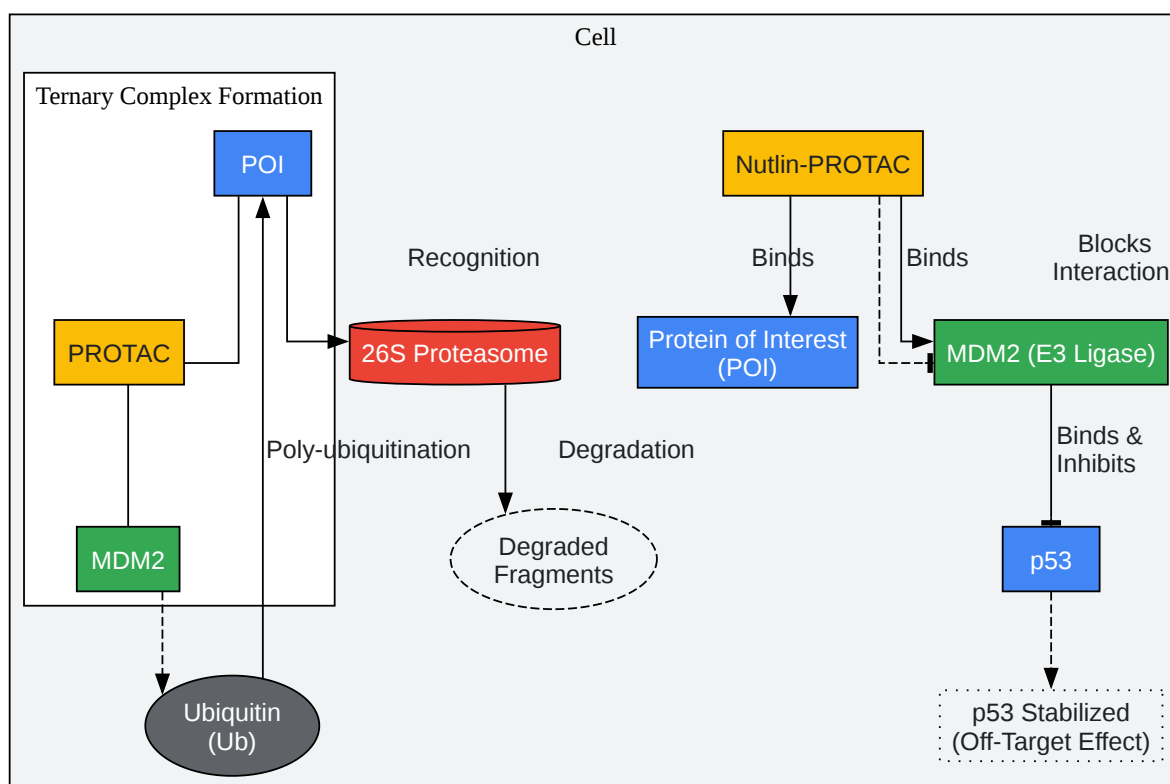 Cell
Ternary Complex Formation
POI
Nutlin-PROTAC
Recognition
Binds
Binds
Blocks
Interaction
PROTAC
26S Proteasome
Protein of Interest
(POI)
MDM2 (E3 Ligase)
Poly-ubiquitination
Degradation
Binds &
Inhibits
MDM2
Degraded
Fragments
p53
Ubiquitin
(Ub)
p53 Stabilized
(Off-Target Effect)